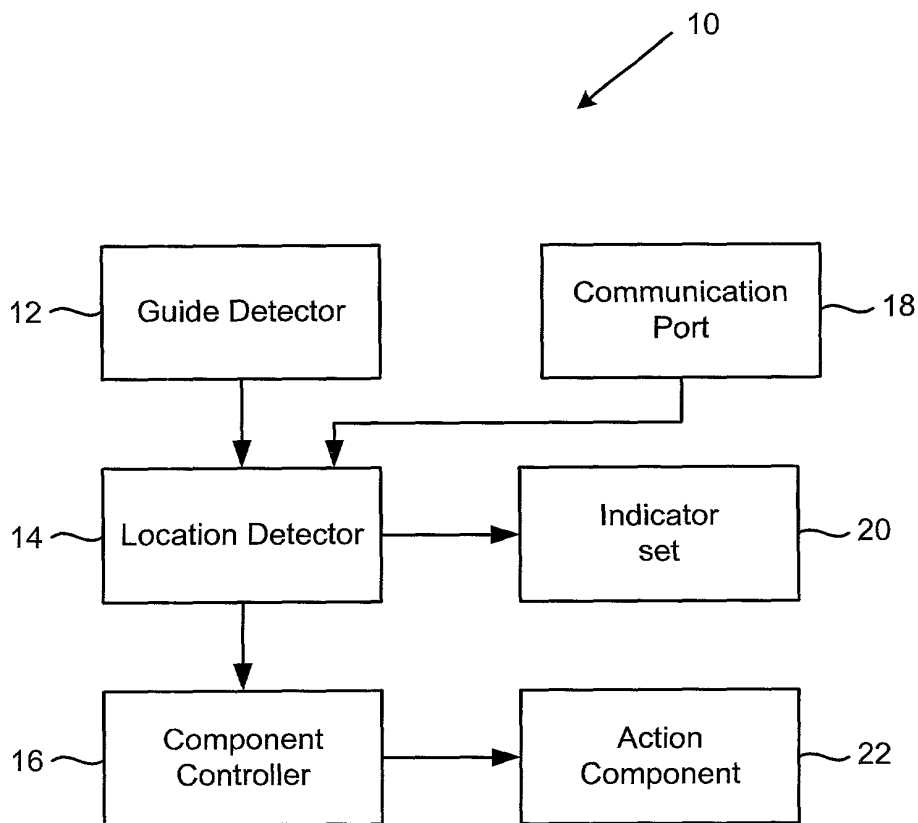 10
12
Guide Detector
Communication
Port
18
14
Location Detector
Indicator
set
20
16
Component
Controller
Action
Component
22